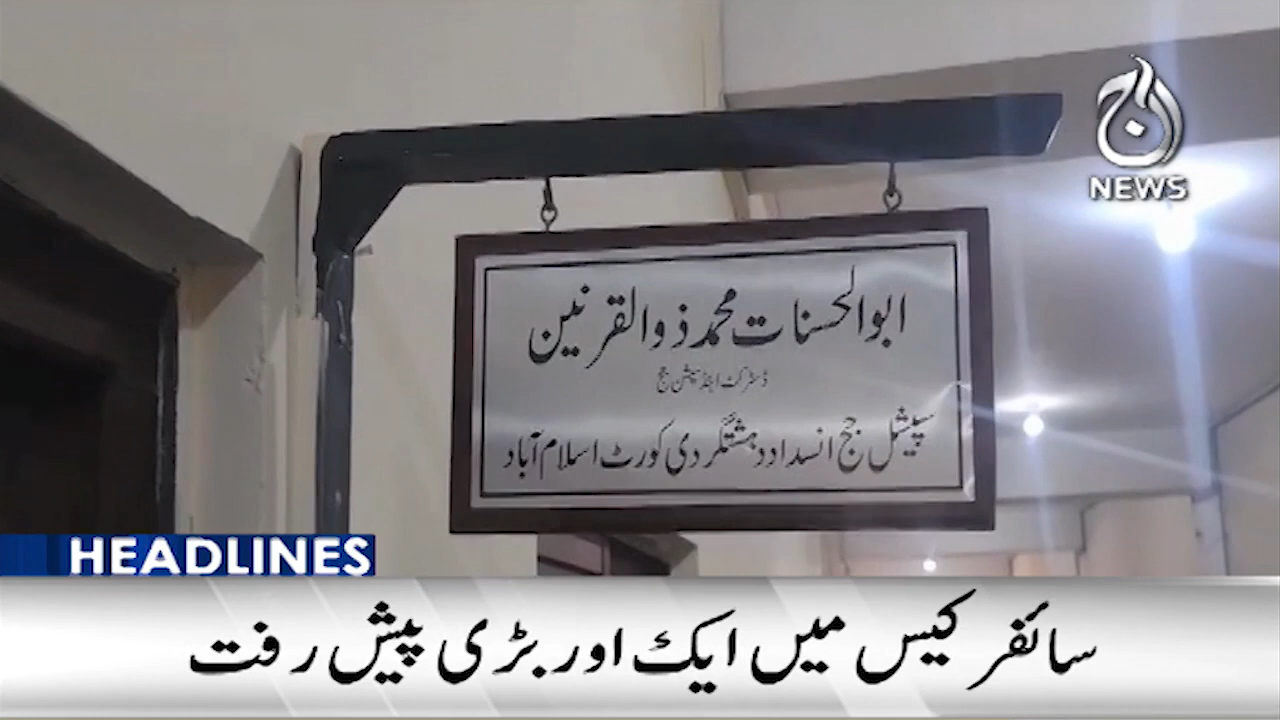 آج
NEWS
ابوالحسنات محمد ذوالقرنین
ڈسٹرکٹ اینڈ سیشن جج
سپیشل جج انسداد دہشتگردی کورٹ اسلام آباد
HEADLINES
سائفر کیس میں ایک اور بڑی پیش رفت